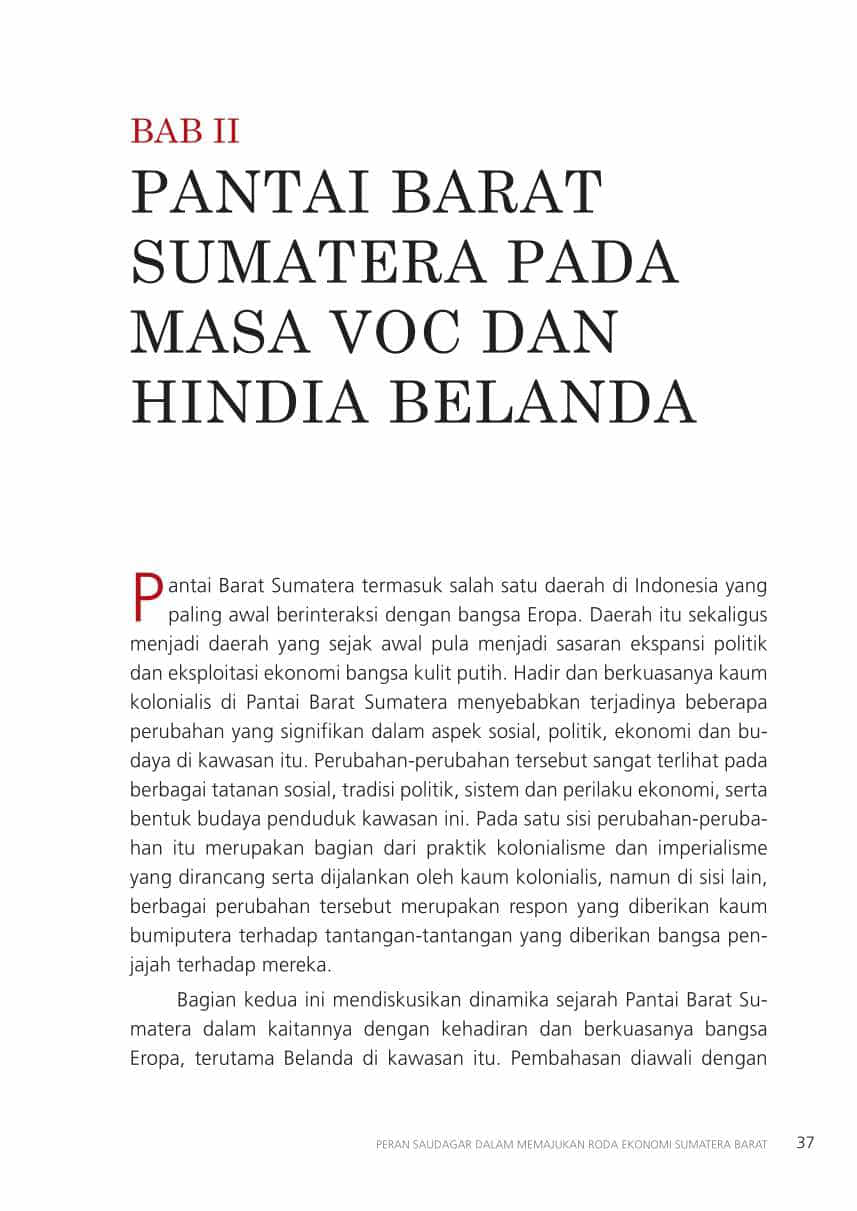 BAB II
PANTAI BARAT
SUMATERA PADA
MASA VOC DAN
HINDIA BELANDA
Pantai Barat Sumatera termasuk salah satu daerah di Indonesia yang
paling awal berinteraksi dengan bangsa Eropa. Daerah itu sekaligus
menjadi daerah yang sejak awal pula menjadi sasaran ekspansi politik
dan eksploitasi ekonomi bangsa kulit putih. Hadir dan berkuasanya kaum
kolonialis di Pantai Barat Sumatera menyebabkan terjadinya beberapa
perubahan yang signifikan dalam aspek sosial, politik, ekonomi dan bu-
daya di kawasan itu. Perubahan-perubahan tersebut sangat terlihat pada
berbagai tatanan sosial, tradisi politik, sistem dan perilaku ekonomi, serta
bentuk budaya penduduk kawasan ini. Pada satu sisi perubahan-peruba-
han itu merupakan bagian dari praktik kolonialisme dan imperialisme
yang dirancang serta dijalankan oleh kaum kolonialis, namun di sisi lain,
berbagai perubahan tersebut merupakan respon yang diberikan kaum
bumiputera terhadap tantangan-tantangan yang diberikan bangsa pen-
jajah terhadap mereka.
Bagian kedua ini mendiskusikan dinamika sejarah Pantai Barat Su-
matera dalam kaitannya dengan kehadiran dan berkuasanya bangsa
Eropa, terutama Belanda di kawasan itu. Pembahasan diawali dengan
PERAN SAUDAGAR DALAM MEMAJUKAN RODA EKONOMI SUMATERA BARAT 37